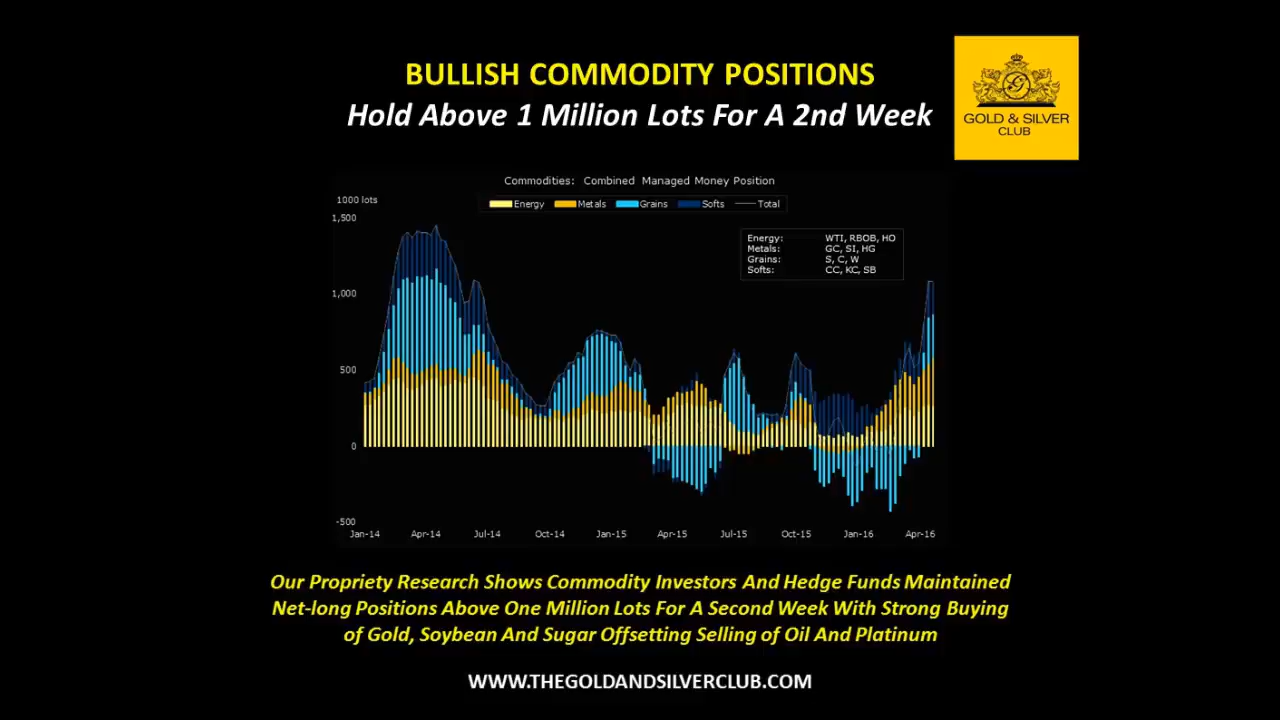 BULLISH COMMODITY POSITIONS
Hold Above 1 Million Lots For A 2nd Week
G
GOLD & SILVER
CLUB
Commodities: Combined Managed Money Position
1000 lots
Energy Metals Grains Softs Total
1,500
1,000
500
0
-500
Energy: WTI, RBOB, HO
Metals: GC, SI, HG
Grains: S, C, W
Softs: CC, KC, SB
Jan-14 Apr-14 Jul-14 Oct-14 Jan-15 Apr-15 Jul-15 Oct-15 Jan-16 Apr-16
Our Propriety Research Shows Commodity Investors And Hedge Funds Maintained
Net-long Positions Above One Million Lots For A Second Week With Strong Buying
of Gold, Soybean And Sugar Offsetting Selling of Oil And Platinum
WWW.THEGOLDANDSILVERCLUB.COM